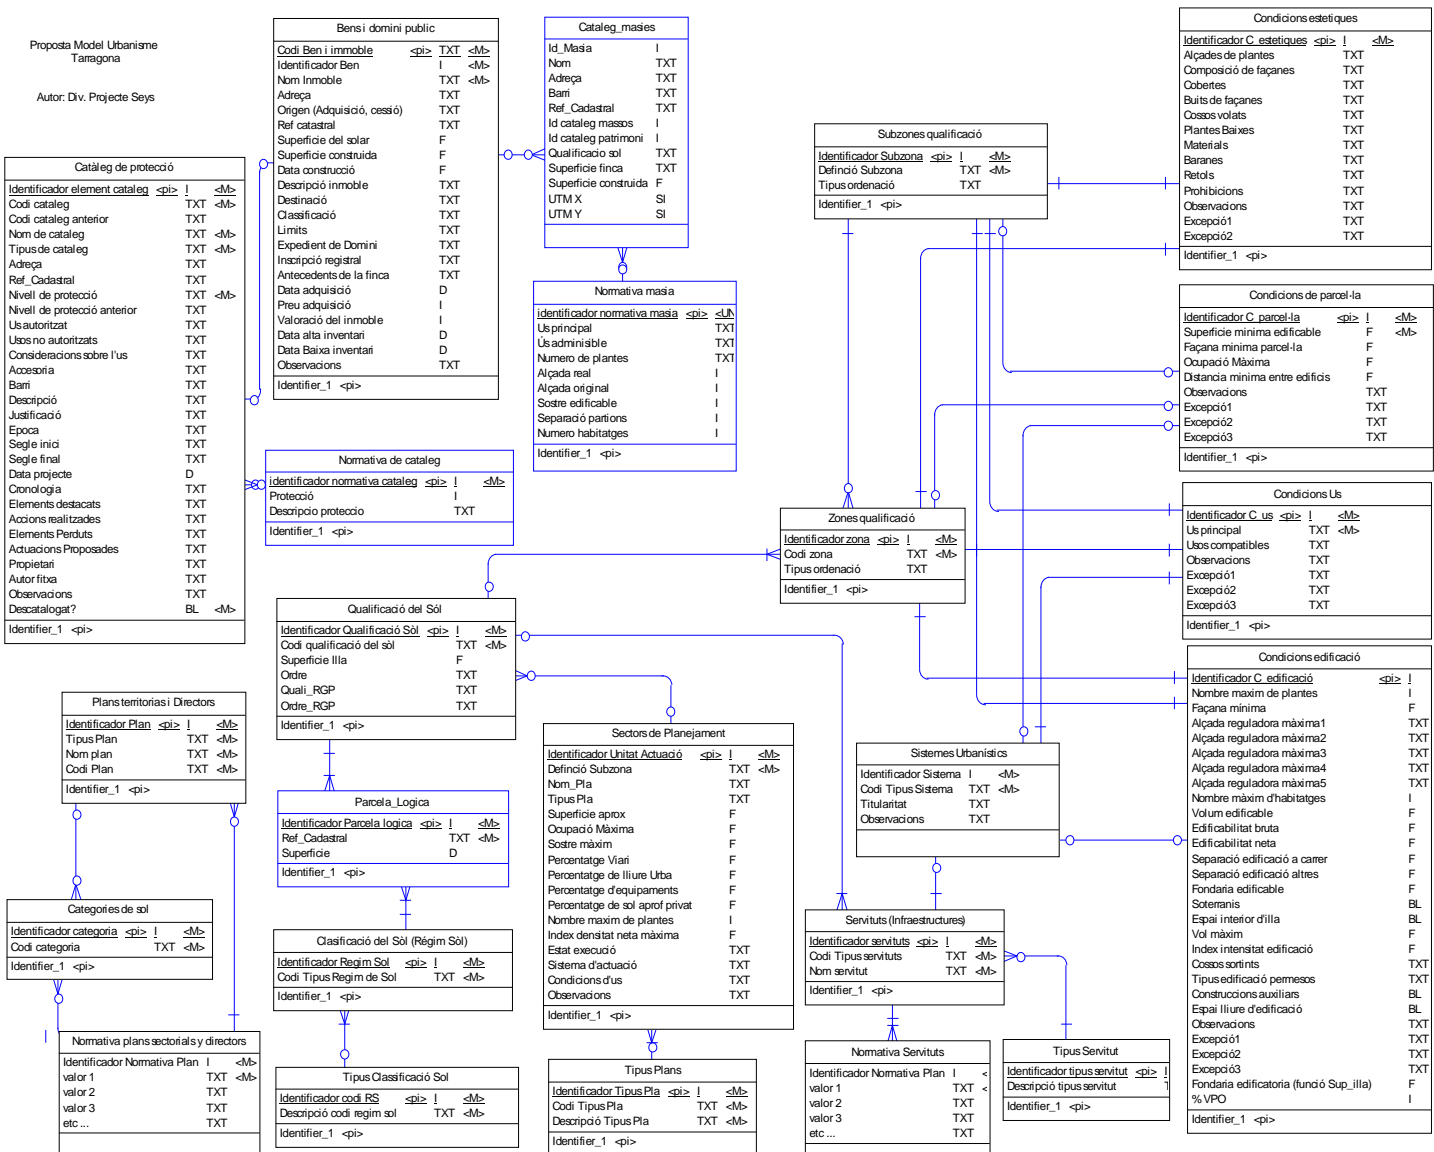 Proposta Model Urbanisme
Tarragona
Autor: Div. Projecte Seys
Catàleg de protecció
Identificador element cataleg <pi> I <M>
Codi cataleg TXT <M>
Codi cataleg anterior TXT
Nom de cataleg TXT <M>
Tipus de cataleg TXT <M>
Adreça TXT
Ref_Cadastral TXT
Nivell de protecció TXT <M>
Nivell de protecció anterior TXT
Us autoritzat TXT
Usos no autoritzats TXT
Consideracions sobre l'us TXT
Accesoria TXT
Barri TXT
Descripció TXT
Justificació TXT
Epoca TXT
Segle inici TXT
Segle final TXT
Data projecte D
Cronologia TXT
Elements destacats TXT
Accions realitzades TXT
Elements Perduts TXT
Actuacions Proposades TXT
Propietari TXT
Autor fitxa TXT
Observacions TXT
Descatalogat? BL <M>
Identifier_1 <pi>
Bens i domini public
Codi Ben i immoble <pi> TXT <M>
Identificador Ben I <M>
Nom Inmoble TXT <M>
Adreça TXT
Origen (Adquisició, cessió) TXT
Ref catastral TXT
Superficie del solar F
Superficie construida F
Data construcció F
Descripció inmoble TXT
Destinació TXT
Classificació TXT
Limits TXT
Expedient de Domini TXT
Inscripció registral TXT
Antecedents de la finca TXT
Data adquisició D
Preu adquisició I
Valoració del inmoble I
Data alta inventari D
Data Baixa inventari D
Observacions TXT
Identifier_1 <pi>
Cataleg_masies
Id_Masia I
Nom TXT
Adreça TXT
Barri TXT
Ref_Cadastral TXT
Id cataleg massos I
Id cataleg patrimoni I
Qualificacio sol TXT
Superficie finca TXT
Superficie construida F
UTM X SI
UTM Y SI
Normativa masia
identificador normativa masia <pi> <UN
Us principal TXT
Ús adminisible TXT
Numero de plantes TXT
Alçada real I
Alçada original I
Sostre edificable I
Separació partions I
Numero habitatges I
Identifier_1 <pi>
Normativa de cataleg
identificador normativa cataleg <pi> I <M>
Protecció I
Descripcio proteccio TXT
Identifier_1 <pi>
Subzones qualificació
Identificador Subzona <pi> I <M>
Definció Subzona TXT <M>
Tipus ordenació TXT
Identifier_1 <pi>
Condicions estetiques
Identificador C_estetiques <pi> I <M>
Alçades de plantes TXT
Composició de façanes TXT
Cobertes TXT
Buits de façanes TXT
Cossos volats TXT
Plantes Baixes TXT
Materials TXT
Baranes TXT
Retols TXT
Prohibicions TXT
Observacions TXT
Excepció1 TXT
Excepció2 TXT
Identifier_1 <pi>
Condicions de parcel·la
Identificador C_parcel·la <pi> I <M>
Superficie minima edificable F <M>
Façana minima parcel·la F
Ocupació Màxima F
Distancia minima entre edificis F
Observacions TXT
Excepció1 TXT
Excepció2 TXT
Excepció3 TXT
Identifier_1 <pi>
Condicions Us
Identificador C_us <pi> I <M>
Us principal TXT <M>
Usos compatibles TXT
Observacions TXT
Excepció1 TXT
Excepció2 TXT
Excepció3 TXT
Identifier_1 <pi>
Zones qualificació
Identificador zona <pi> I <M>
Codi zona TXT <M>
Tipus ordenació TXT
Identifier_1 <pi>
Qualificació del Sól
Identificador Qualificació Sòl <pi> I <M>
Codi qualificació del sòl TXT <M>
Superficie Illa F
Ordre TXT
Quali_RGP TXT
Ordre_RGP TXT
Identifier_1 <pi>
Condicions edificació
Identificador C_edificació <pi> I
Nombre maxim de plantes I
Façana mínima F
Alçada reguladora màxima1 TXT
Alçada reguladora màxima2 TXT
Alçada reguladora màxima3 TXT
Alçada reguladora màxima4 TXT
Alçada reguladora màxima5 TXT
Nombre màxim d'habitatges I
Volum edificable F
Edificabilitat bruta F
Edificabilitat neta F
Separació edificació a carrer F
Separació edificació altres F
Fondaria edificable F
Soterranis BL
Espai interior d'illa BL
Vol màxim F
Index intensitat edificació F
Cossos sortints TXT
Tipus edificació permesos TXT
Construccions auxiliars BL
Espai lliure d'edificació BL
Observacions TXT
Excepció1 TXT
Excepció2 TXT
Excepció3 TXT
Fondaria edificatoria (funció Sup_illa) F
% VPO I
Identifier_1 <pi>
Plans territorias i Directors
Identificador Plan <pi> I <M>
Tipus Plan TXT <M>
Nom plan TXT <M>
Codi Plan TXT <M>
Identifier_1 <pi>
Sectors de Planejament
Identificador Unitat Actuació <pi> I <M>
Definció Subzona TXT <M>
Nom_Pla TXT
Tipus Pla TXT
Superficie aprox F
Ocupació Màxima F
Sostre màxim F
Percentatge Viari F
Percentatge de lliure Urba F
Percentatge d'equipaments F
Percentatge de sol aprof privat F
Nombre maxim de plantes I
Index densitat neta màxima F
Estat execució TXT
Sistema d'actuació TXT
Condicions d'us TXT
Observacions TXT
Identifier_1 <pi>
Sistemes Urbanístics
Identificador Sistema I <M>
Codi Tipus Sistema TXT <M>
Titularitat TXT
Observacions TXT
Parcela_Logica
Identificador Parcela logica <pi> I <M>
Ref_Cadastral TXT <M>
Superficie D
Identifier_1 <pi>
Categories de sol
Identificador categoria <pi> I <M>
Codi categoria TXT <M>
Identifier_1 <pi>
Clasificació del Sòl (Régim Sòl)
Identificador Regim Sol <pi> I <M>
Codi Tipus Regim de Sol TXT <M>
Identifier_1 <pi>
Servituts (Infraestructures)
Identificador servituts <pi> I <M>
Codi Tipus servituts TXT <M>
Nom servitut TXT <M>
Identifier_1 <pi>
Normativa plans sectorials y directors
Identificador Normativa Plan I <M>
valor 1 TXT <M>
valor 2 TXT
valor 3 TXT
etc ... TXT
Tipus Classificació Sol
Identificador codi RS <pi> I <M>
Descripció codi regim sol TXT <M>
Identifier_1 <pi>
Tipus Plans
Identificador Tipus Pla <pi> I <M>
Codi Tipus Pla TXT <M>
Descripció Tipus Pla TXT <M>
Identifier_1 <pi>
Normativa Servituts
Identificador Normativa Plan I <
valor 1 TXT <
valor 2 TXT
valor 3 TXT
etc ... TXT
Tipus Servitut
Identificador tipus servitut <pi> I
Descripció tipus servitut
Identifier_1 <pi>